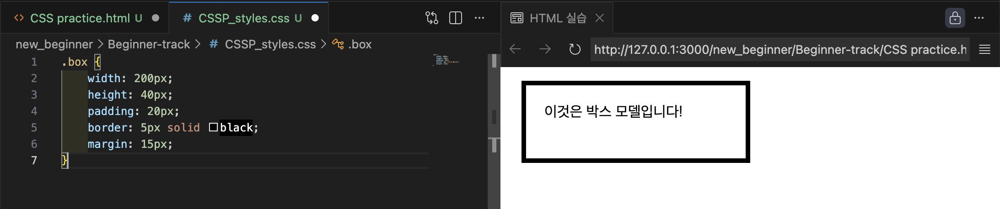 CSS practice.html U
CSSP_styles.css U
HTML 실습
new_beginner > Beginner-track > CSSP_styles.css > .box
http://127.0.0.1:3000/new_beginner/Beginner-track/CSS practice.h
1 .box {
2 width: 200px;
3 height: 40px;
4 padding: 20px;
5 border: 5px solid black;
6 margin: 15px;
7 }
이것은 박스 모델입니다!